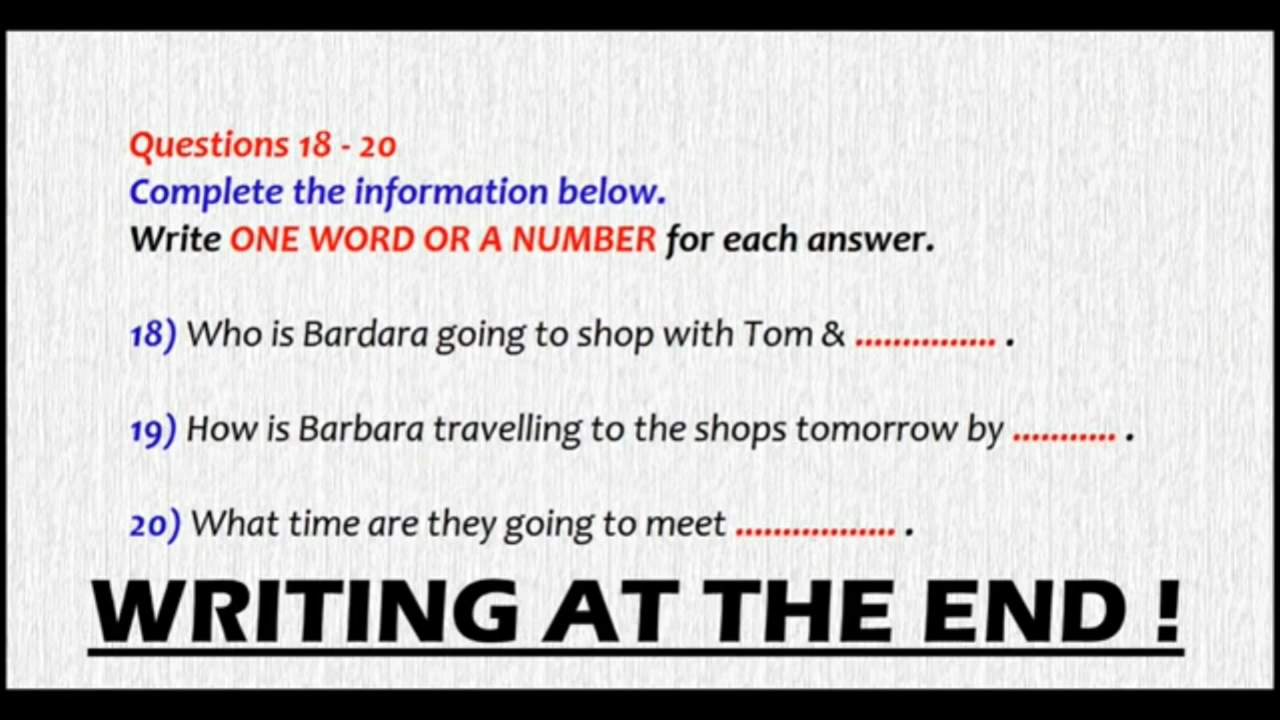 Questions 18 - 20
Complete the information below.
Write ONE WORD OR A NUMBER for each answer.
18) Who is Bardara going to shop with Tom & ............... .
19) How is Barbara travelling to the shops tomorrow by ........... .
20) What time are they going to meet ................. .
WRITING AT THE END !